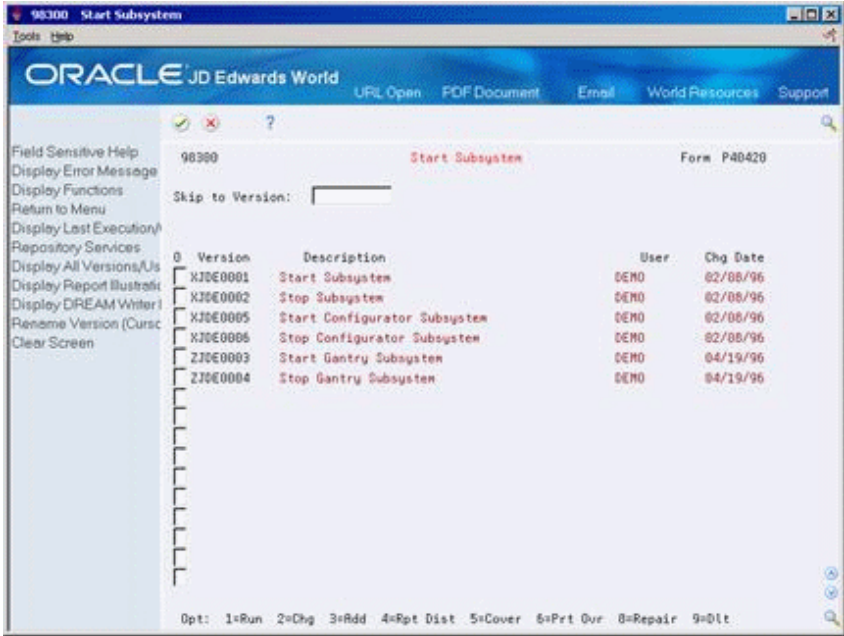 98300 Start Subsystem
Tools Help
ORACLE JD Edwards World
URL Open PDF Document Email World Resources Support
?
Field Sensitive Help
Display Error Message
Display Functions
Return to Menu
Display Last Execution/
Repository Services
Display All Versions/Us
Display Report Illustratio
Display DREAM Writer
Rename Version (Cursc
Clear Screen
98300 Start Subsystem Form P40420
Skip to Version:
O Version Description User Chg Date
XJDE0001 Start Subsystem DEMO 02/08/96
XJDE0002 Stop Subsystem DEMO 02/08/96
XJDE0005 Start Configurator Subsystem DEMO 02/08/96
XJDE0006 Stop Configurator Subsystem DEMO 02/08/96
ZJDE0003 Start Gantry Subsystem DEMO 04/19/96
ZJDE0004 Stop Gantry Subsystem DEMO 04/19/96
Opt: 1=Run 2=Chg 3=Add 4=Rpt Dist 5=Cover 6=Prt Ovr 8=Repair 9=Dlt